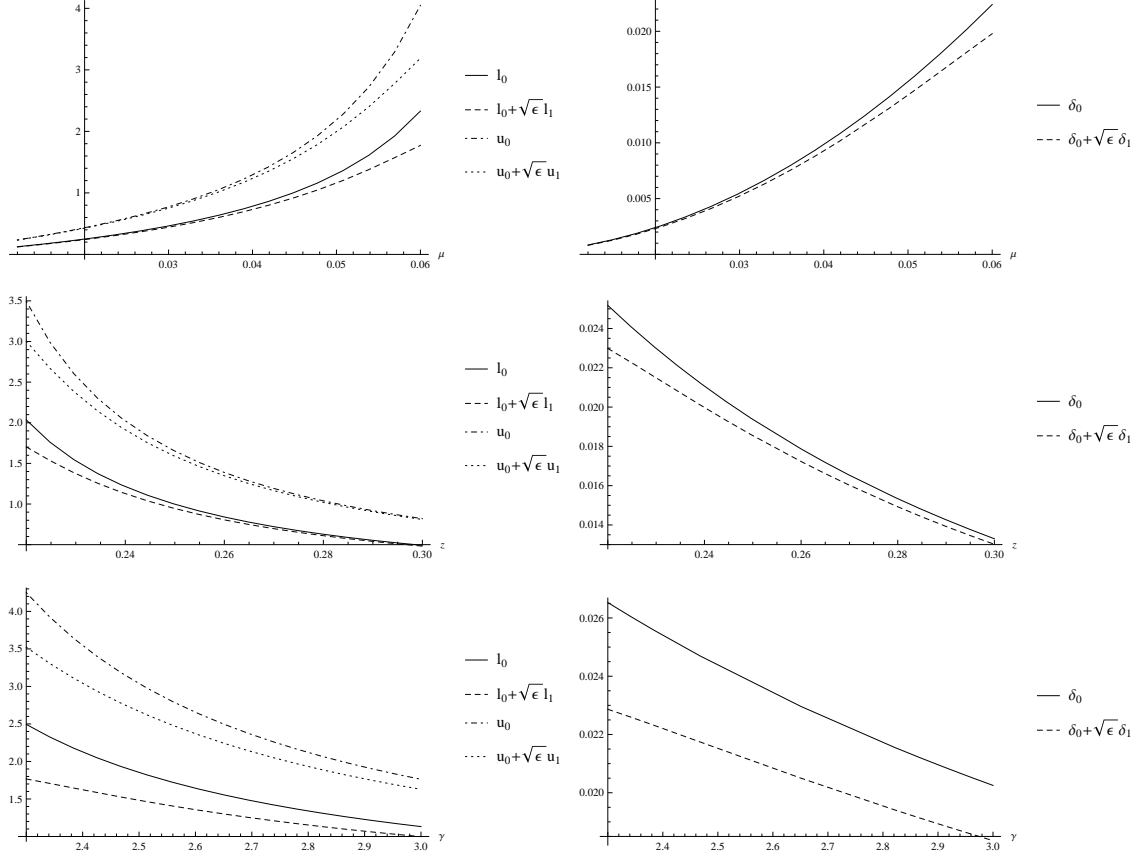 4
3
2
1
0.03 0.04 0.05 0.06 μ
l₀
l₀+√ϵ l₁
u₀
u₀+√ϵ u₁
0.020
0.015
0.010
0.005
0.03 0.04 0.05 0.06 μ
δ₀
δ₀+√ϵ δ₁
3.5
3.0
2.5
2.0
1.5
1.0
0.24 0.26 0.28 0.30 z
l₀
l₀+√ϵ l₁
u₀
u₀+√ϵ u₁
0.024
0.022
0.020
0.018
0.016
0.014
0.24 0.26 0.28 0.30 z
δ₀
δ₀+√ϵ δ₁
4.0
3.5
3.0
2.5
2.0
1.5
2.4 2.5 2.6 2.7 2.8 2.9 3.0 γ
l₀
l₀+√ϵ l₁
u₀
u₀+√ϵ u₁
0.026
0.024
0.022
0.020
2.4 2.5 2.6 2.7 2.8 2.9 3.0 γ
δ₀
δ₀+√ϵ δ₁